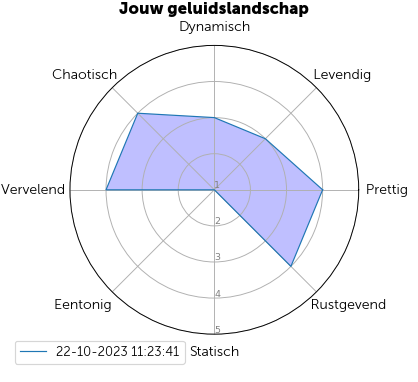 Jouw geluidslandschap
Dynamisch
Chaotisch
Levendig
Vervelend
1
Prettig
2
3
4
Eentonig
Rustgevend
5
22-10-2023 11:23:41
Statisch